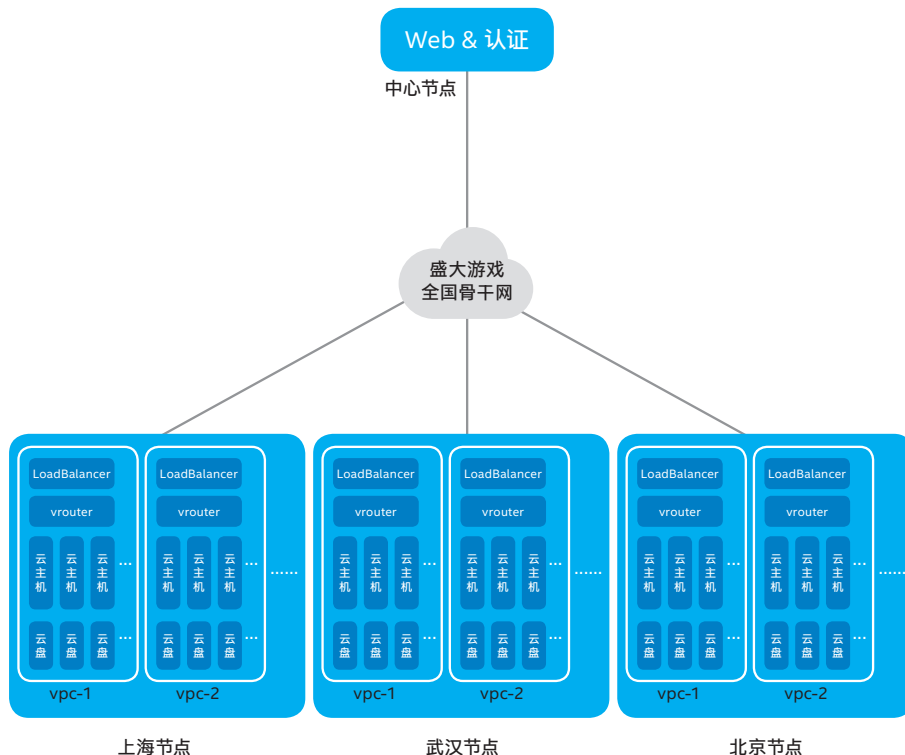 Web & 认证
中心节点
盛大游戏
全国骨干网
LoadBalancer
vrouter
云主机 云主机 云主机 ...
云盘 云盘 云盘 ...
vpc-1
LoadBalancer
vrouter
云主机 云主机 云主机 ...
云盘 云盘 云盘 ...
vpc-2
......
上海节点
LoadBalancer
vrouter
云主机 云主机 云主机 ...
云盘 云盘 云盘 ...
vpc-1
LoadBalancer
vrouter
云主机 云主机 云主机 ...
云盘 云盘 云盘 ...
vpc-2
......
武汉节点
LoadBalancer
vrouter
云主机 云主机 云主机 ...
云盘 云盘 云盘 ...
vpc-1
LoadBalancer
vrouter
云主机 云主机 云主机 ...
云盘 云盘 云盘 ...
vpc-2
......
北京节点